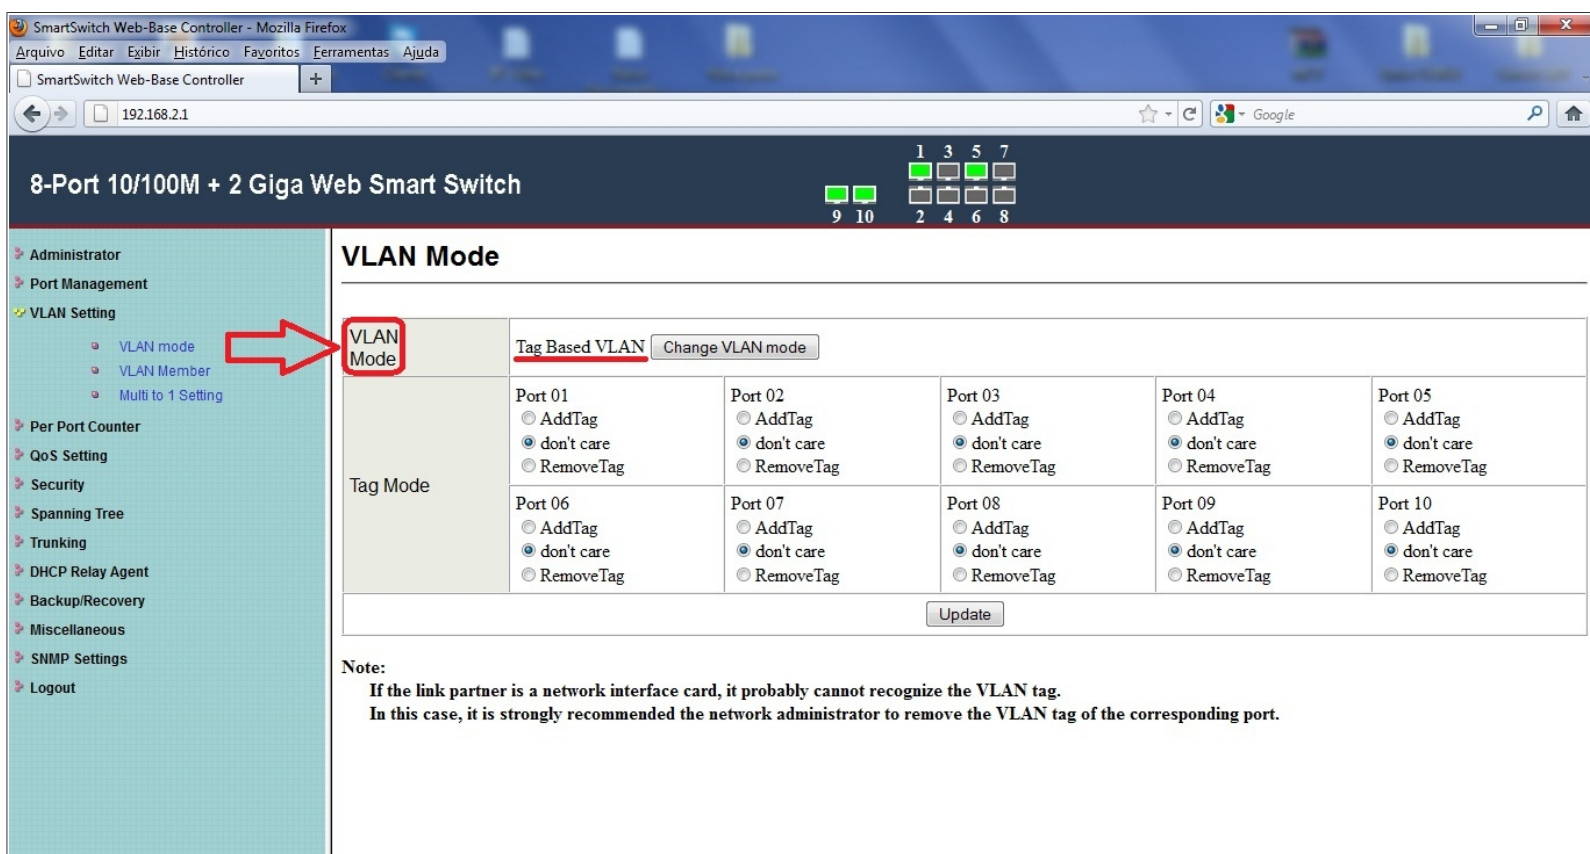 SmartSwitch Web-Base Controller - Mozilla Firefox
Arquivo Editar Exibir Histórico Favoritos Ferramentas Ajuda
SmartSwitch Web-Base Controller +
192.168.2.1 Google
8-Port 10/100M + 2 Giga Web Smart Switch
1 3 5 7
9 10 2 4 6 8
Administrator
Port Management
VLAN Setting
VLAN mode
VLAN Member
Multi to 1 Setting
Per Port Counter
QoS Setting
Security
Spanning Tree
Trunking
DHCP Relay Agent
Backup/Recovery
Miscellaneous
SNMP Settings
Logout
VLAN Mode
VLAN
Mode
Tag Based VLAN Change VLAN mode
Tag Mode
Port 01 Port 02 Port 03 Port 04 Port 05
AddTag AddTag AddTag AddTag AddTag
don't care don't care don't care don't care don't care
RemoveTag RemoveTag RemoveTag RemoveTag RemoveTag
Port 06 Port 07 Port 08 Port 09 Port 10
AddTag AddTag AddTag AddTag AddTag
don't care don't care don't care don't care don't care
RemoveTag RemoveTag RemoveTag RemoveTag RemoveTag
Update
Note:
If the link partner is a network interface card, it probably cannot recognize the VLAN tag.
In this case, it is strongly recommended the network administrator to remove the VLAN tag of the corresponding port.